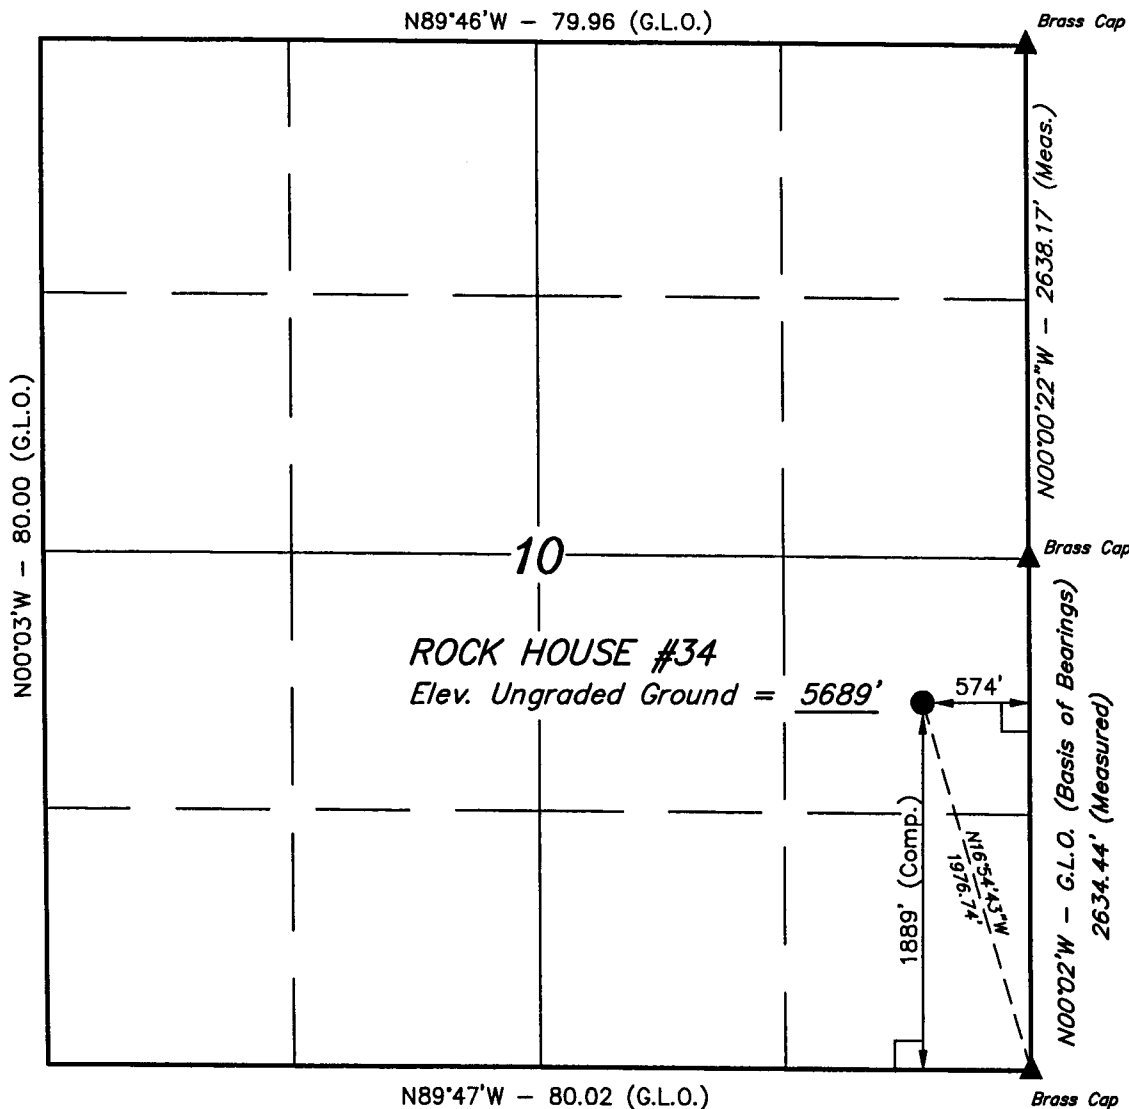 N89°46'W - 79.96 (G.L.O.)
Brass Cap
N00°00'22"W - 2638.17' (Meas.)
N00°03'W - 80.00 (G.L.O.)
10
Brass Cap
ROCK HOUSE #34
Elev. Ungraded Ground = 5689'
574'
N00°02'W - G.L.O. (Basis of Bearings)
2634.44' (Measured)
1889' (Comp.)
N16°54'43"W
1976.74'
N89°47'W - 80.02 (G.L.O.)
Brass Cap